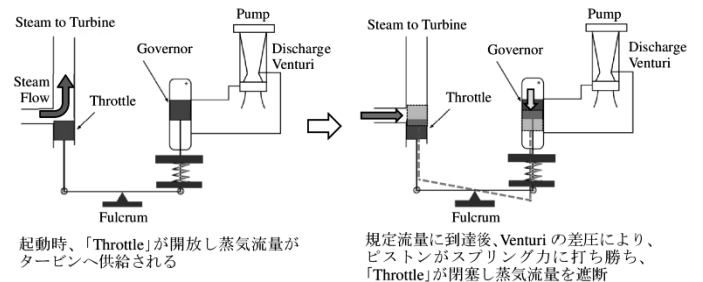 Steam to Turbine
Pump
Governor
Discharge
Venturi
Steam
Flow
Throttle
Fulcrum
起動時、「Throttle」が開放し蒸気流量が
タービンへ供給される
Steam to Turbine
Pump
Governor
Discharge
Venturi
Throttle
Fulcrum
規定流量に到達後、Venturi の差圧により、
ピストンがスプリング力に打ち勝ち、
「Throttle」が閉塞し蒸気流量を遮断